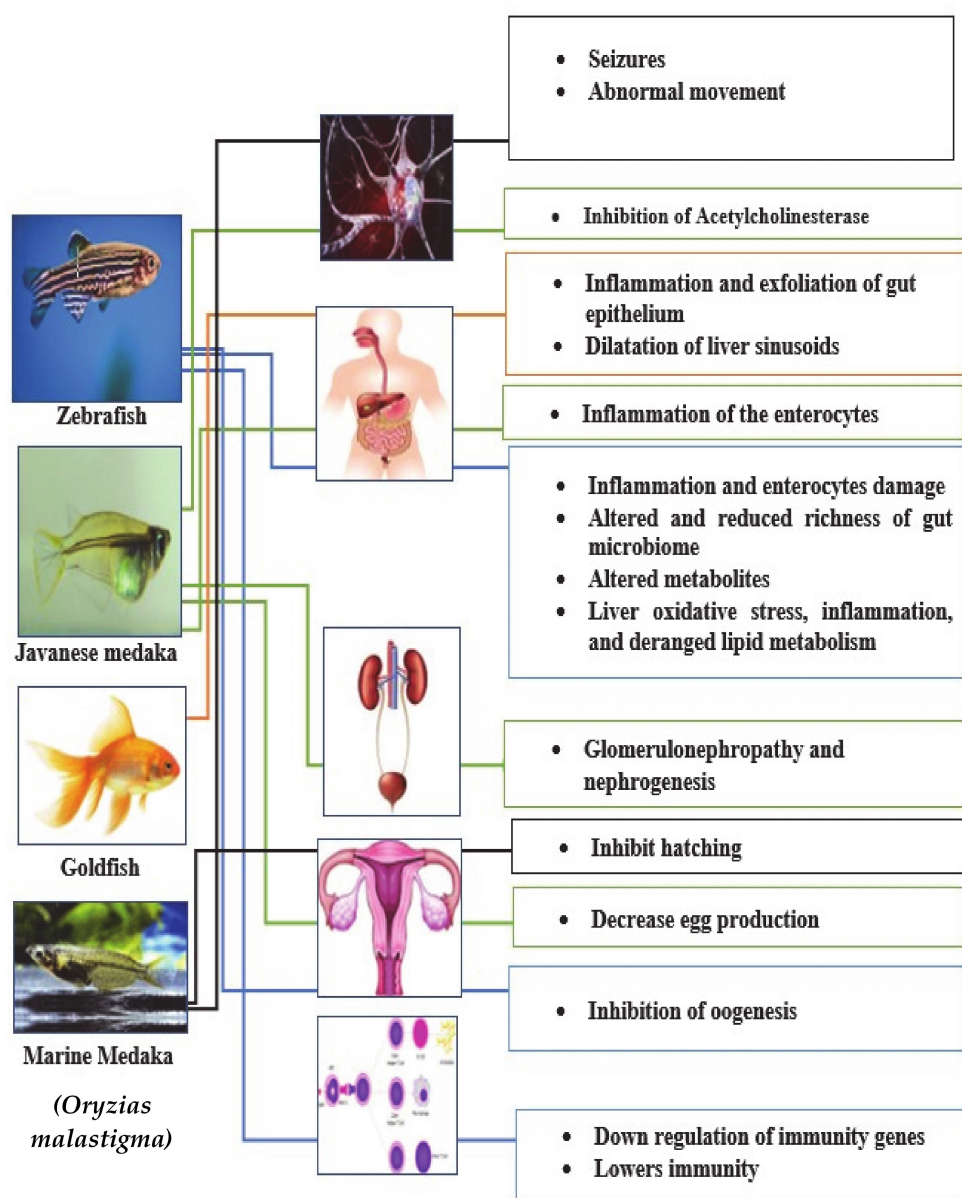 Zebrafish
Javanese medaka
Goldfish
Marine Medaka
(Oryzias
malastigma)
• Seizures
• Abnormal movement
• Inhibition of Acetylcholinesterase
• Inflammation and exfoliation of gut
epithelium
• Dilatation of liver sinusoids
• Inflammation of the enterocytes
• Inflammation and enterocytes damage
• Altered and reduced richness of gut
microbiome
• Altered metabolites
• Liver oxidative stress, inflammation,
and deranged lipid metabolism
• Glomerulonephropathy and
nephrogenesis
• Inhibit hatching
• Decrease egg production
• Inhibition of oogenesis
• Down regulation of immunity genes
• Lowers immunity